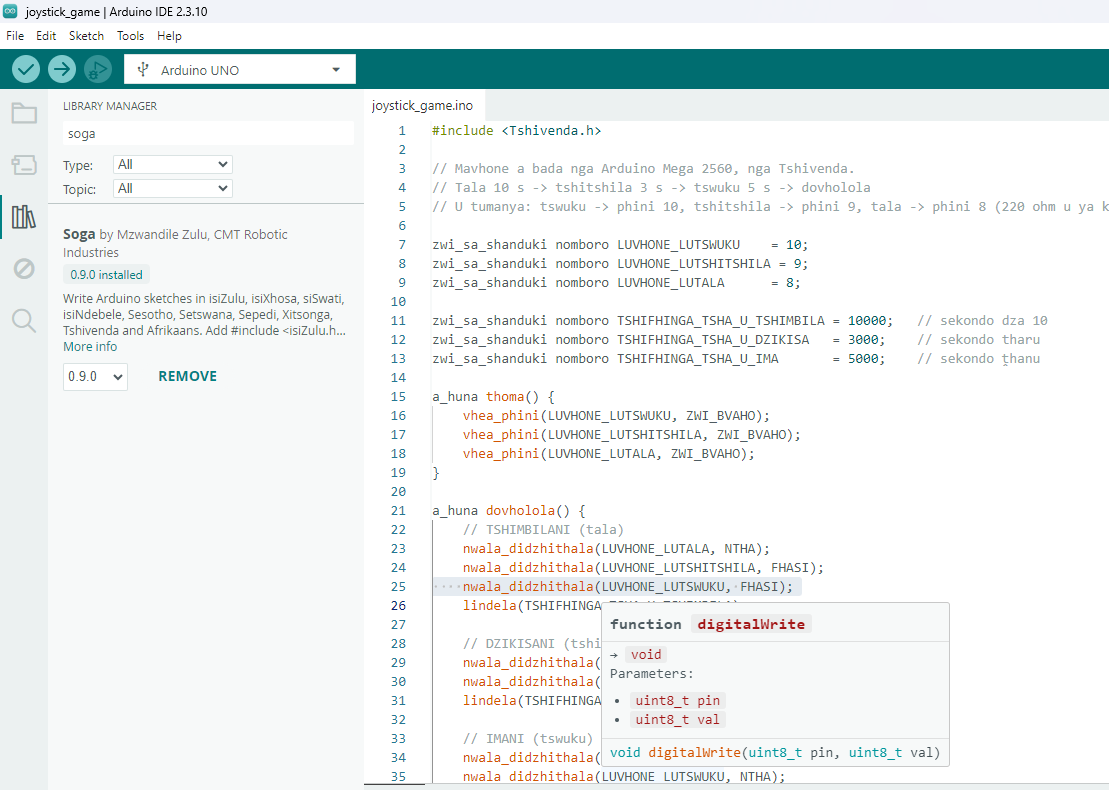 joystick_game | Arduino IDE 2.3.10
File Edit Sketch Tools Help
Arduino UNO
LIBRARY MANAGER
soga
Type: All
Topic: All
Soga by Mzwandile Zulu, CMT Robotic
Industries
0.9.0 installed
Write Arduino sketches in isiZulu, isiXhosa, siSwati,
isiNdebele, Sesotho, Setswana, Sepedi, Xitsonga,
Tshivenda and Afrikaans. Add #include <isiZulu.h...
More info
0.9.0 REMOVE
joystick_game.ino
1 #include <Tshivenda.h>
2
3 // Mavhone a bada nga Arduino Mega 2560, nga Tshivenda.
4 // Tala 10 s -> tshitshila 3 s -> tswuku 5 s -> dovholola
5 // U tumanya: tswuku -> phini 10, tshitshila -> phini 9, tala -> phini 8 (220 ohm u ya k
6
7 zwi_sa_shanduki nomboro LUVHONE_LUTSWUKU    = 10;
8 zwi_sa_shanduki nomboro LUVHONE_LUTSHITSHILA = 9;
9 zwi_sa_shanduki nomboro LUVHONE_LUTALA      = 8;
10
11 zwi_sa_shanduki nomboro TSHIFHINGA_TSHA_U_TSHIMBILA = 10000;   // sekondo dza 10
12 zwi_sa_shanduki nomboro TSHIFHINGA_TSHA_U_DZIKISA   = 3000;    // sekondo tharu
13 zwi_sa_shanduki nomboro TSHIFHINGA_TSHA_U_IMA       = 5000;    // sekondo ṱhanu
14
15 a_huna thoma() {
16     vhea_phini(LUVHONE_LUTSWUKU, ZWI_BVAHO);
17     vhea_phini(LUVHONE_LUTSHITSHILA, ZWI_BVAHO);
18     vhea_phini(LUVHONE_LUTALA, ZWI_BVAHO);
19 }
20
21 a_huna dovholola() {
22     // TSHIMBILANI (tala)
23     nwala_didzhithala(LUVHONE_LUTALA, NTHA);
24     nwala_didzhithala(LUVHONE_LUTSHITSHILA, FHASI);
25     nwala_didzhithala(LUVHONE_LUTSWUKU, FHASI);
26     lindela(TSHIFHINGA
27
28     // DZIKISANI (tshi
29     nwala_didzhithala(
30     nwala_didzhithala(
31     lindela(TSHIFHINGA
32
33     // IMANI (tswuku)
34     nwala_didzhithala(
35     nwala_didzhithala(LUVHONE_LUTSWUKU, NTHA);
function digitalWrite
→ void
Parameters:
• uint8_t pin
• uint8_t val
void digitalWrite(uint8_t pin, uint8_t val)